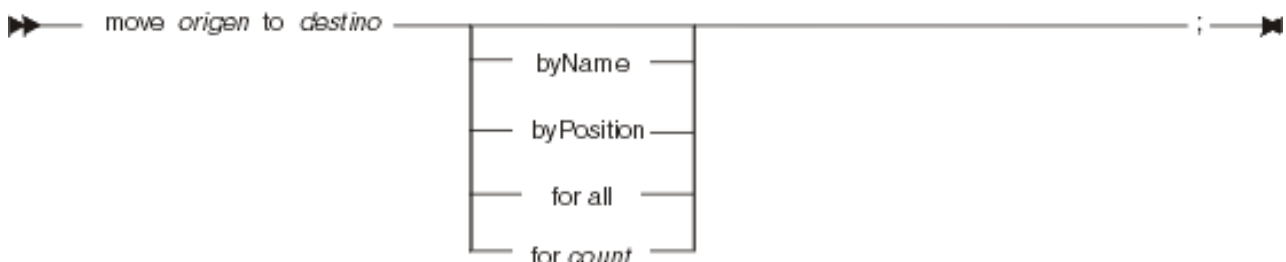 move origen to destino ;
byName
byPosition
for all
for count